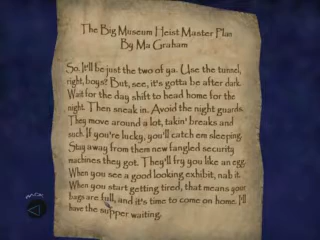 The Big Museum Heist Master Plan
By Ma Graham
So. It'll be just the two of ya. Use the tunnel,
right, boys? But, see, it's gotta be after dark.
Wait for the day shift to head home for the
night. Then sneak in. Avoid the night guards.
They move around a lot, takin' breaks and
such. If you're lucky, you'll catch em sleeping.
Stay away from them new fangled security
machines they got. They'll fry you like an egg.
When you see a good looking exhibit, nab it.
When you start getting tired, that means your
bags are full, and it's time to come on home. I'll
have the supper waiting.
BACK